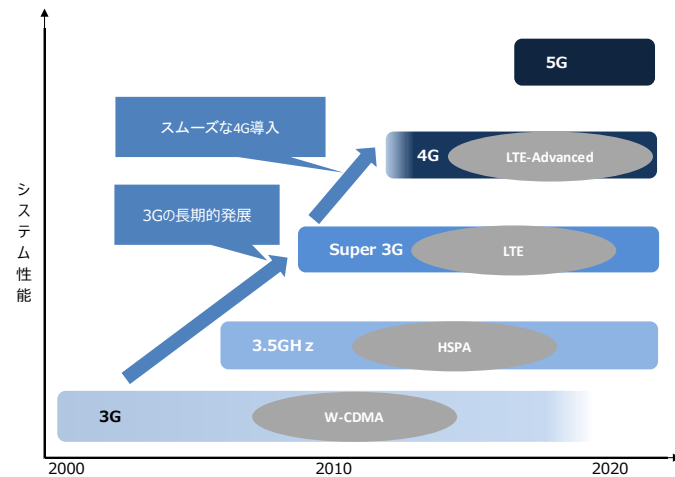 5G
スムーズな4G導入
4G
LTE-Advanced
3Gの長期的発展
システム性能
Super 3G
LTE
3.5GH z
HSPA
3G
W-CDMA
2000
2010
2020